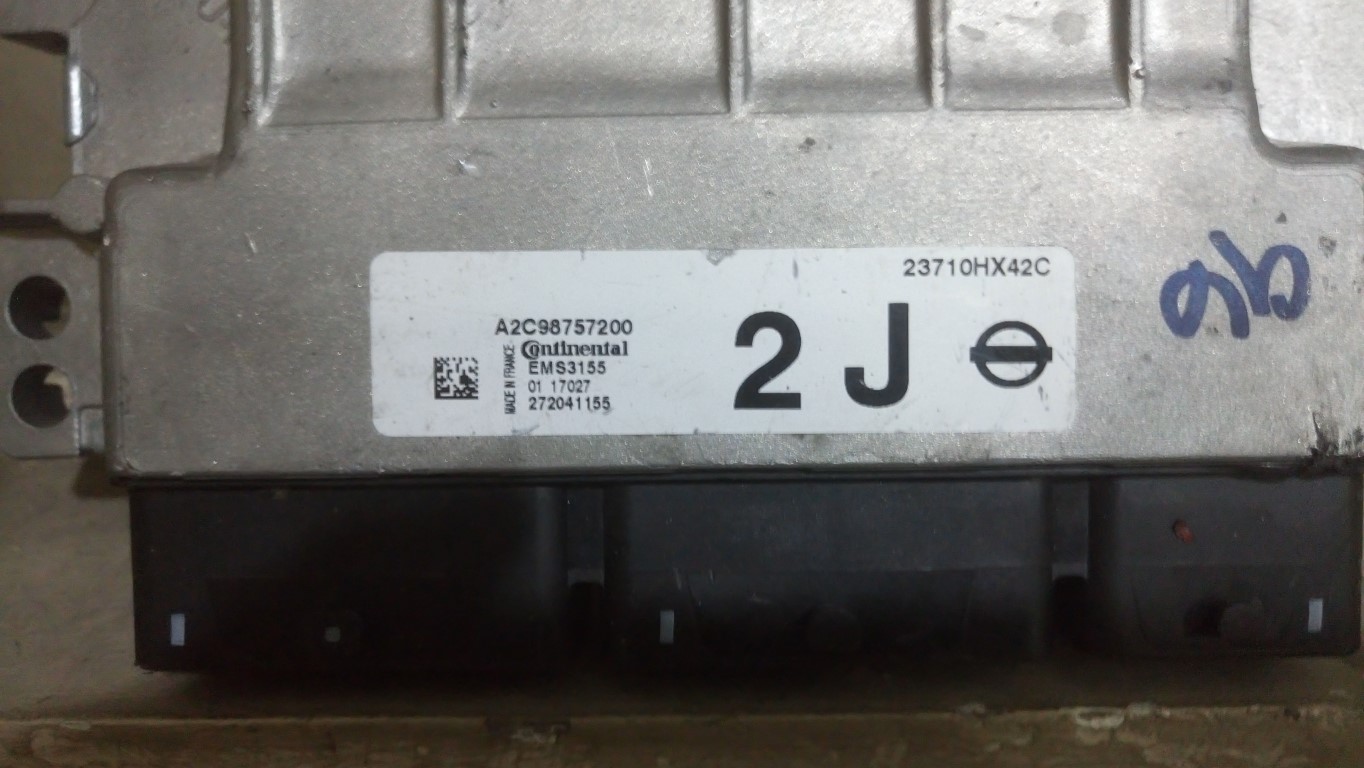 23710HX42C
A2C98757200
Continental
EMS3155
01 17027
272041155
MADE IN FRANCE
2 J